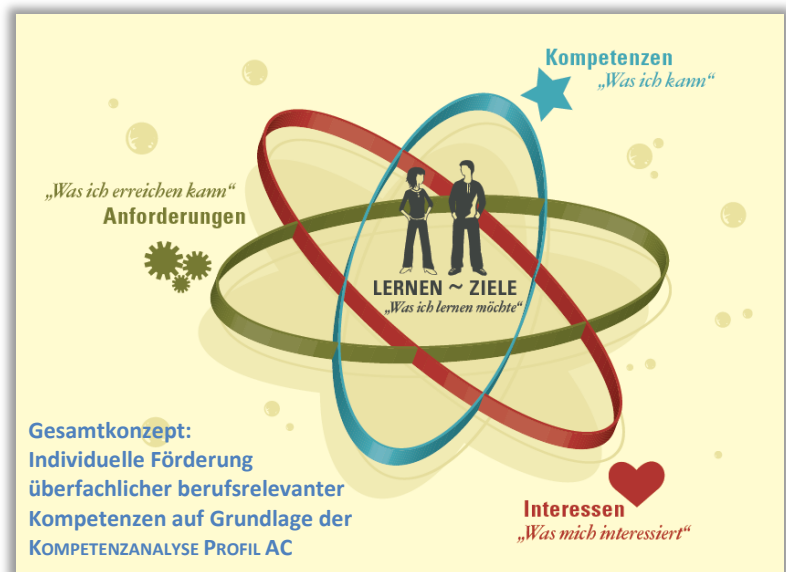 Kompetenzen
„Was ich kann“
„Was ich erreichen kann“
Anforderungen
LERNEN ~ ZIELE
„Was ich lernen möchte“
Gesamtkonzept:
Individuelle Förderung
überfachlicher berufsrelevanter
Kompetenzen auf Grundlage der
KOMPETENZANALYSE PROFIL AC
Interessen
„Was mich interessiert“